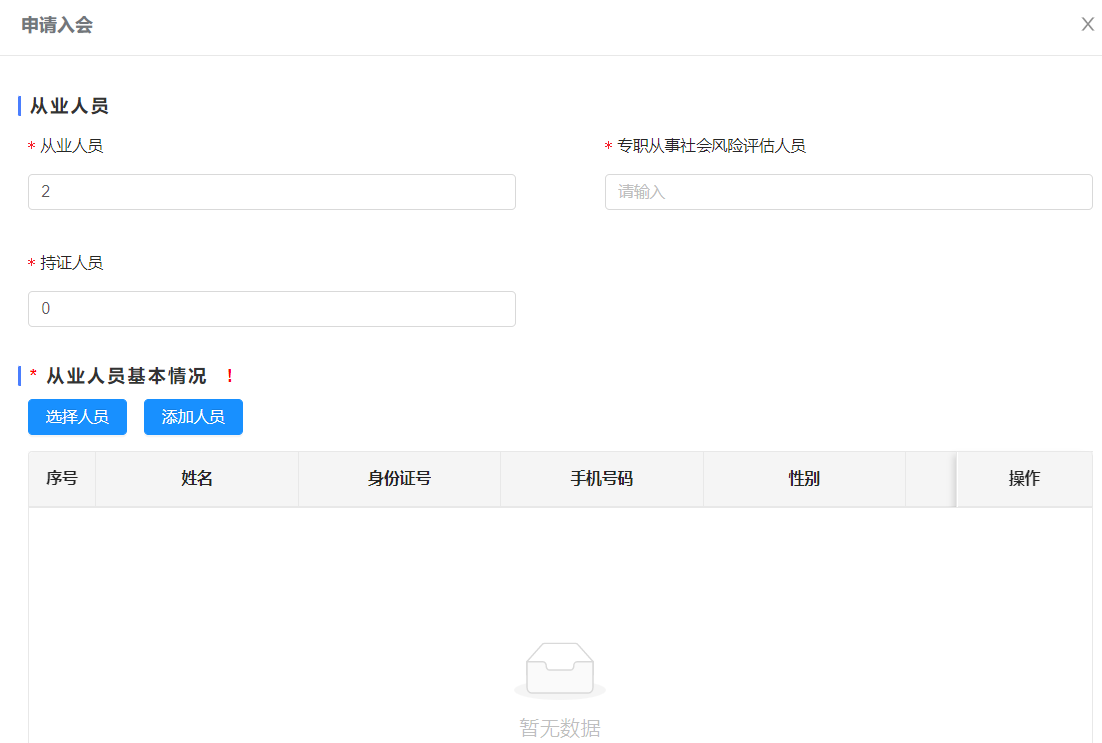 申请入会 X
从业人员
* 从业人员 * 专职从事社会风险评估人员
2 请输入
* 持证人员
0
* 从业人员基本情况 !
选择人员 添加人员
序号 姓名 身份证号 手机号码 性别 操作
暂无数据